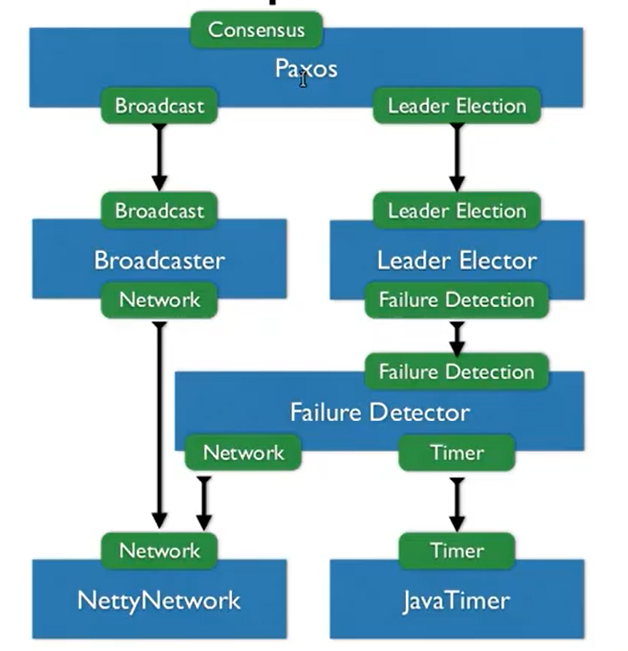 Consensus
Paxos
Broadcast
Leader Election
Broadcast
Leader Election
Broadcaster
Leader Elector
Network
Failure Detection
Failure Detection
Failure Detector
Network
Timer
Network
Timer
NettyNetwork
JavaTimer